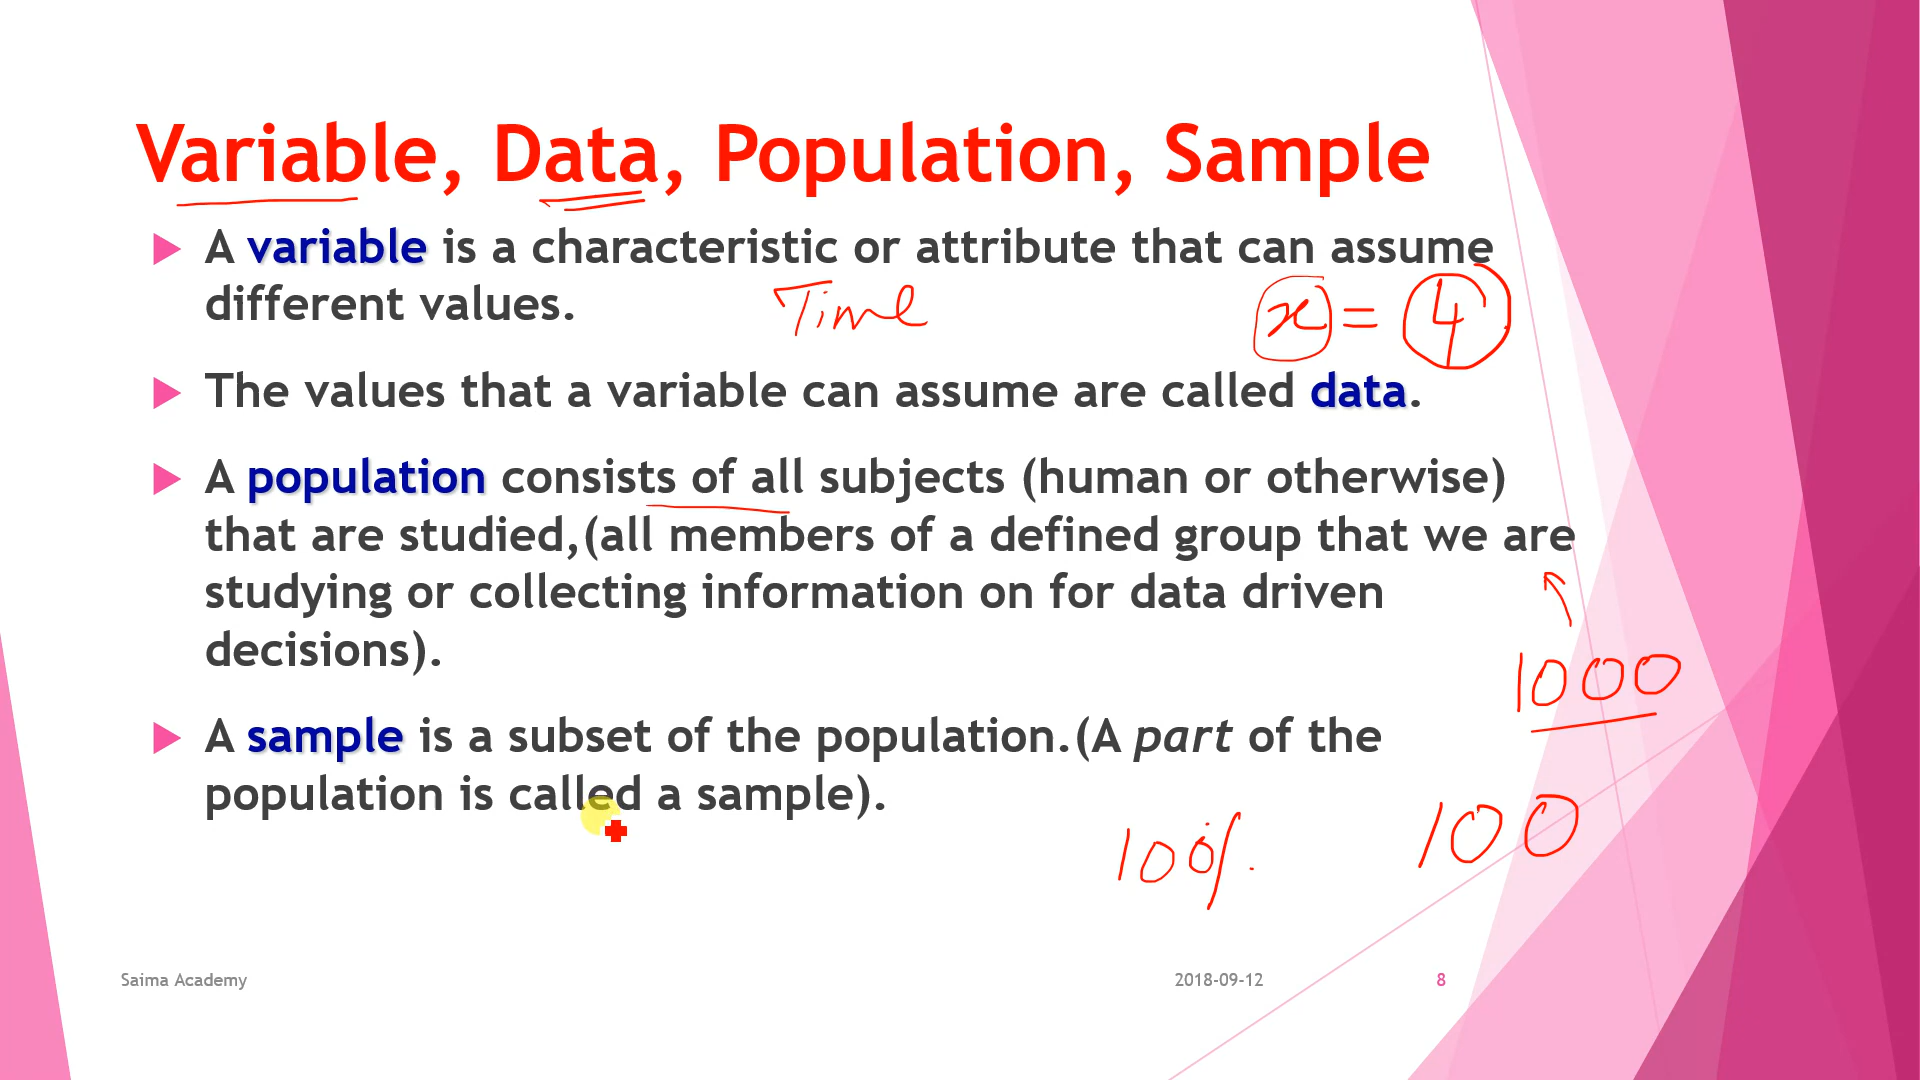 Variable, Data, Population, Sample
A variable is a characteristic or attribute that can assume
different values.
Time
x = 4
The values that a variable can assume are called data.
A population consists of all subjects (human or otherwise)
that are studied,(all members of a defined group that we are
studying or collecting information on for data driven
decisions).
1000
A sample is a subset of the population.(A part of the
population is called a sample).
100%
100
Saima Academy
2018-09-12
8